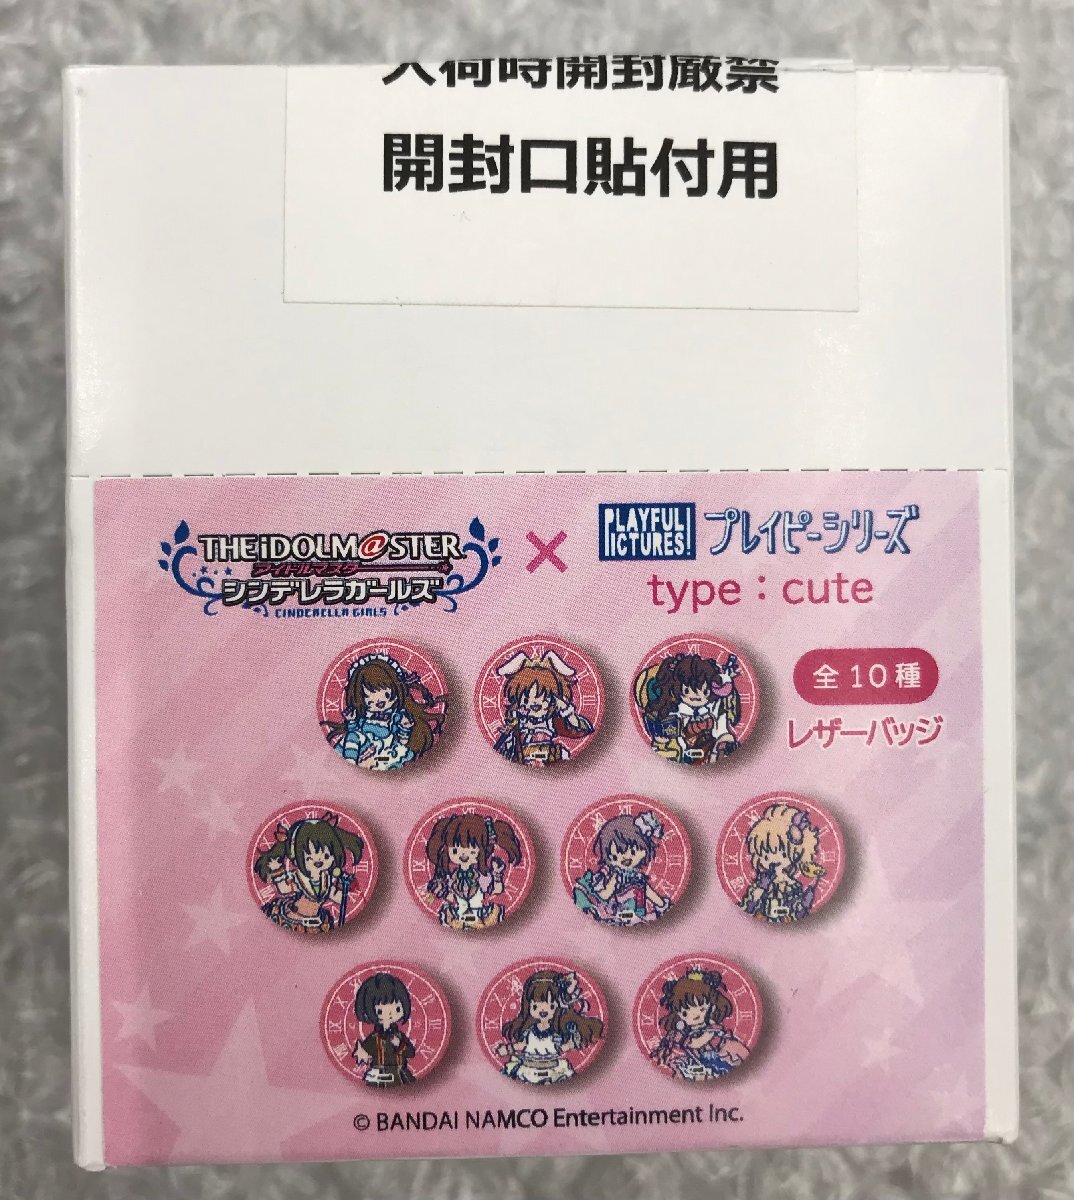 入荷時開封厳禁
開封口貼付用
THE iDOLM@STER
アイドルマスター
シンデレラガールズ
CINDERELLA GIRLS
×
PLAYFUL
PICTURES!
プレイピーシリーズ
type：cute
全10種
レザーバッジ
© BANDAI NAMCO Entertainment Inc.